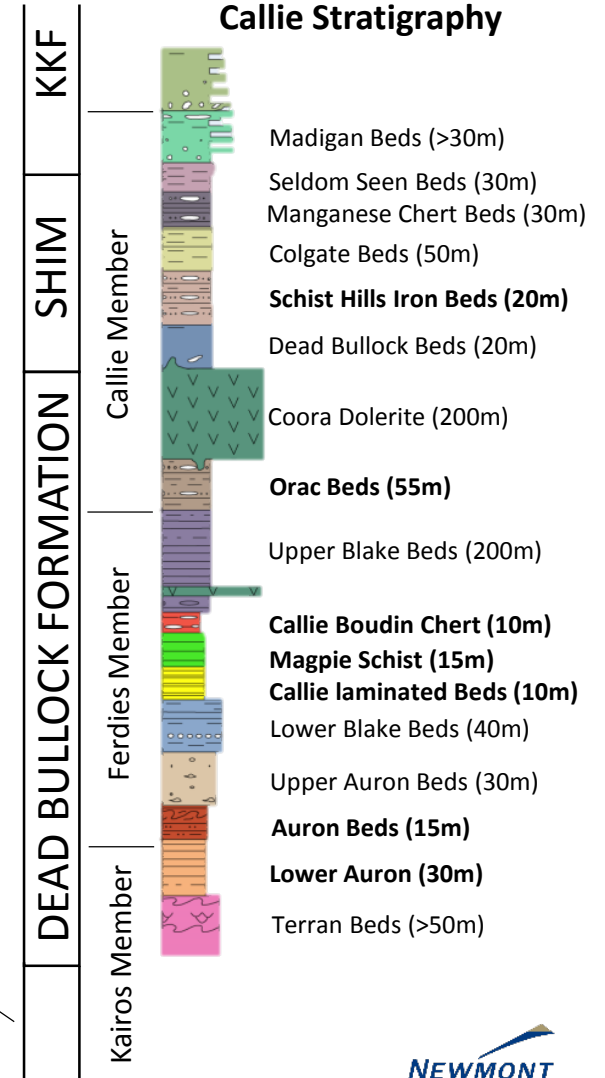 Callie Stratigraphy
KKF
SHIM
DEAD BULLOCK FORMATION
Callie Member
Ferdies Member
Kairos Member
Madigan Beds (>30m)
Seldom Seen Beds (30m)
Manganese Chert Beds (30m)
Colgate Beds (50m)
Schist Hills Iron Beds (20m)
Dead Bullock Beds (20m)
Coora Dolerite (200m)
Orac Beds (55m)
Upper Blake Beds (200m)
Callie Boudin Chert (10m)
Magpie Schist (15m)
Callie laminated Beds (10m)
Lower Blake Beds (40m)
Upper Auron Beds (30m)
Auron Beds (15m)
Lower Auron (30m)
Terran Beds (>50m)
NEWMONT